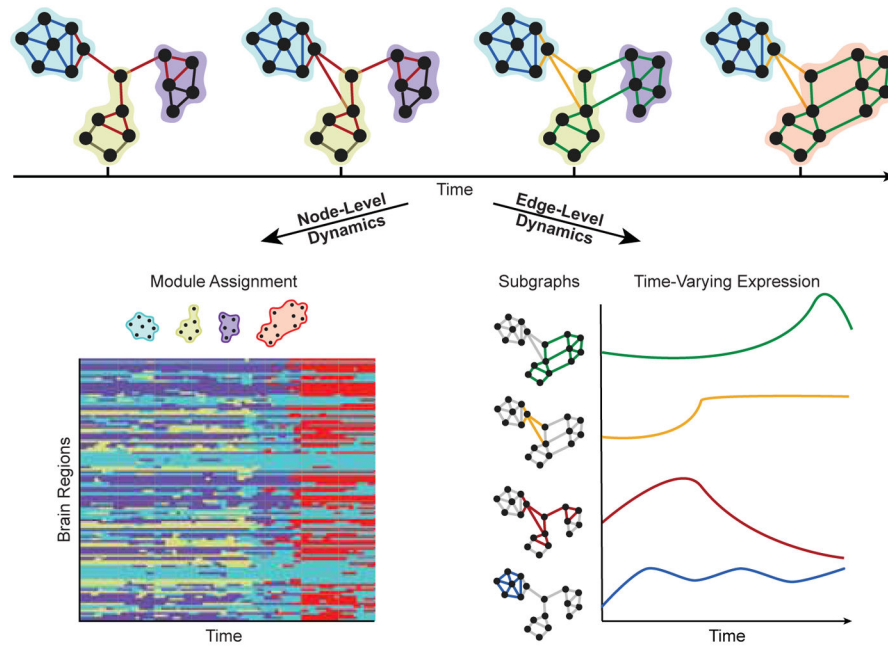 Time
Node-Level
Dynamics
Edge-Level
Dynamics
Module Assignment
Subgraphs
Time-Varying Expression
Brain Regions
Time
Time